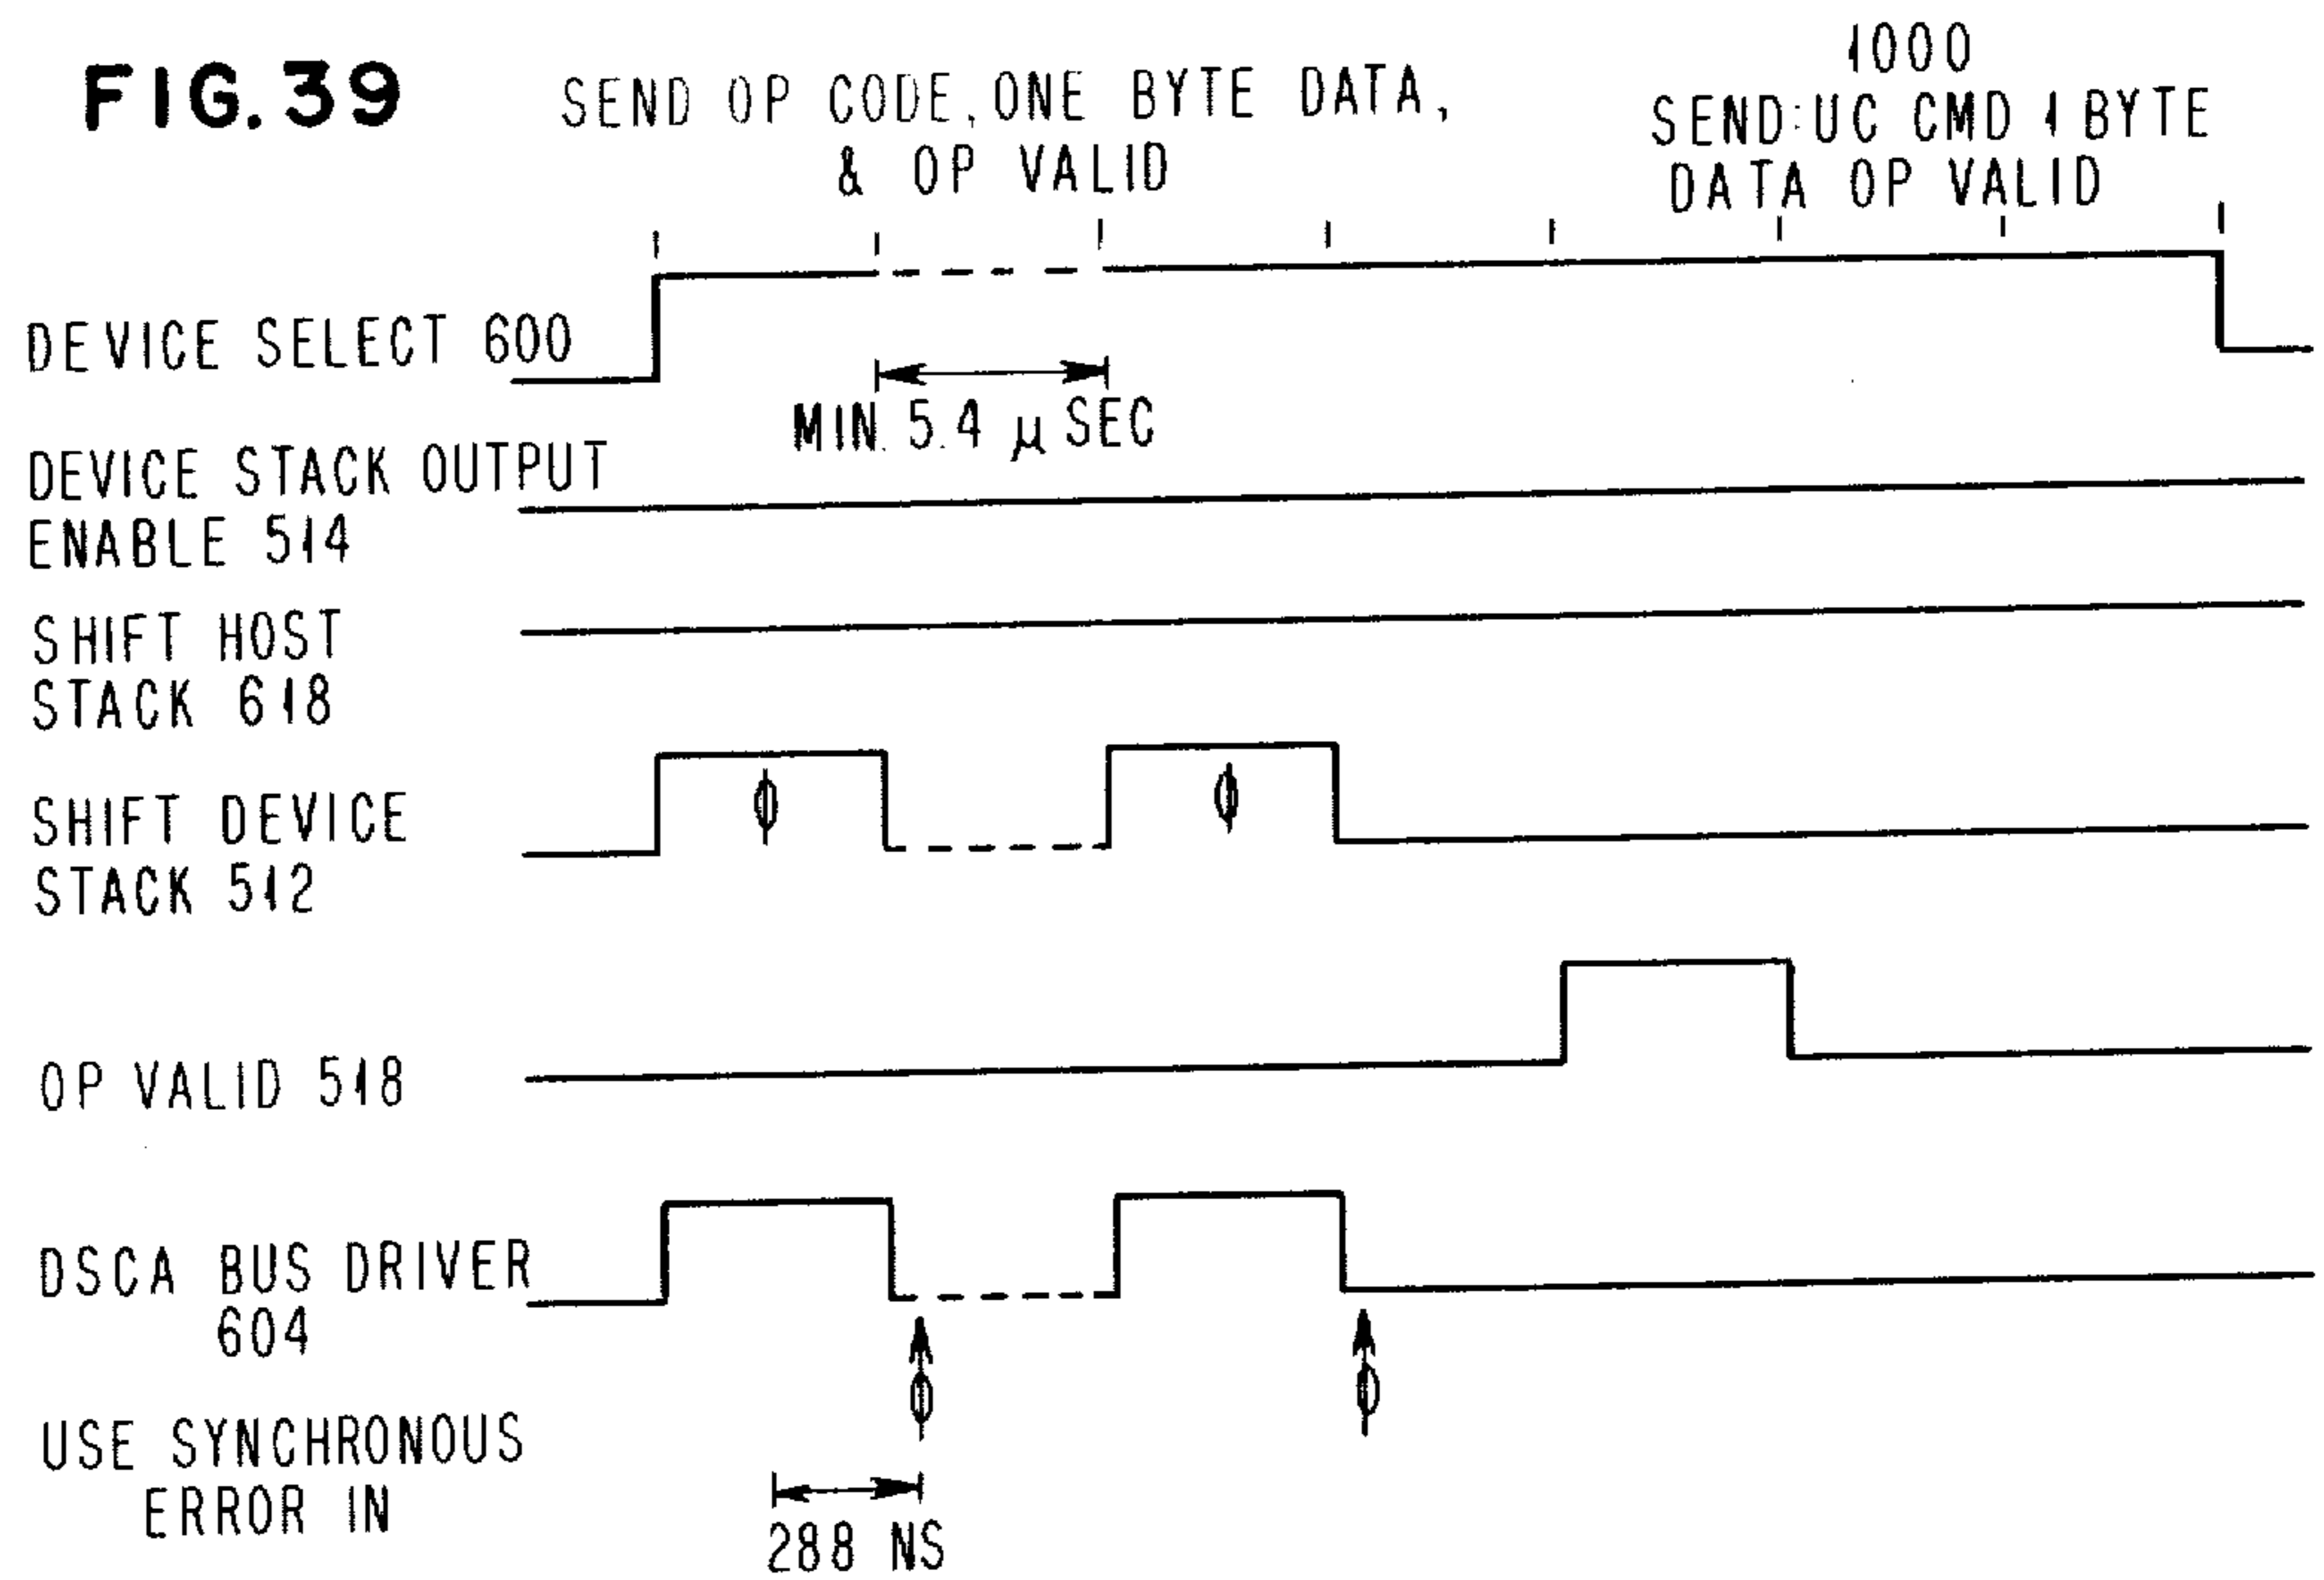 FIG.39
SEND OP CODE, ONE BYTE DATA,
& OP VALID
1000
SEND:UC CMD 1 BYTE
DATA OP VALID
DEVICE SELECT 600
MIN. 5.4 μ SEC
DEVICE STACK OUTPUT
ENABLE 514
SHIFT HOST
STACK 618
SHIFT DEVICE
STACK 512
ϕ
ϕ
OP VALID 518
DSCA BUS DRIVER
604
ϕ
ϕ
USE SYNCHRONOUS
ERROR IN
288 NS